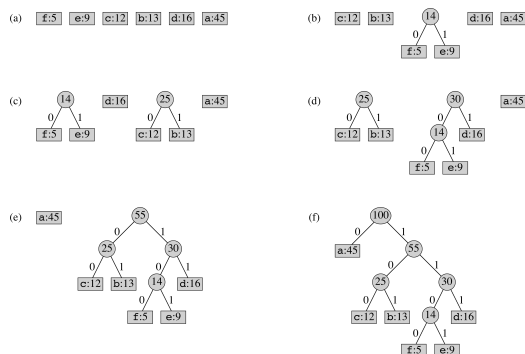 (a) f:5 e:9 c:12 b:13 d:16 a:45
(b) c:12 b:13 14 d:16 a:45
0 1
f:5 e:9
(c) 14 d:16 25 a:45
0 1 0 1
f:5 e:9 c:12 b:13
(d) 25 30 a:45
0 1 0 1
c:12 b:13 14 d:16
0 1
f:5 e:9
(e) a:45 55
0 1
25 30
0 1 0 1
c:12 b:13 14 d:16
0 1
f:5 e:9
(f) 100
0 1
a:45 55
0 1
25 30
0 1 0 1
c:12 b:13 14 d:16
0 1
f:5 e:9